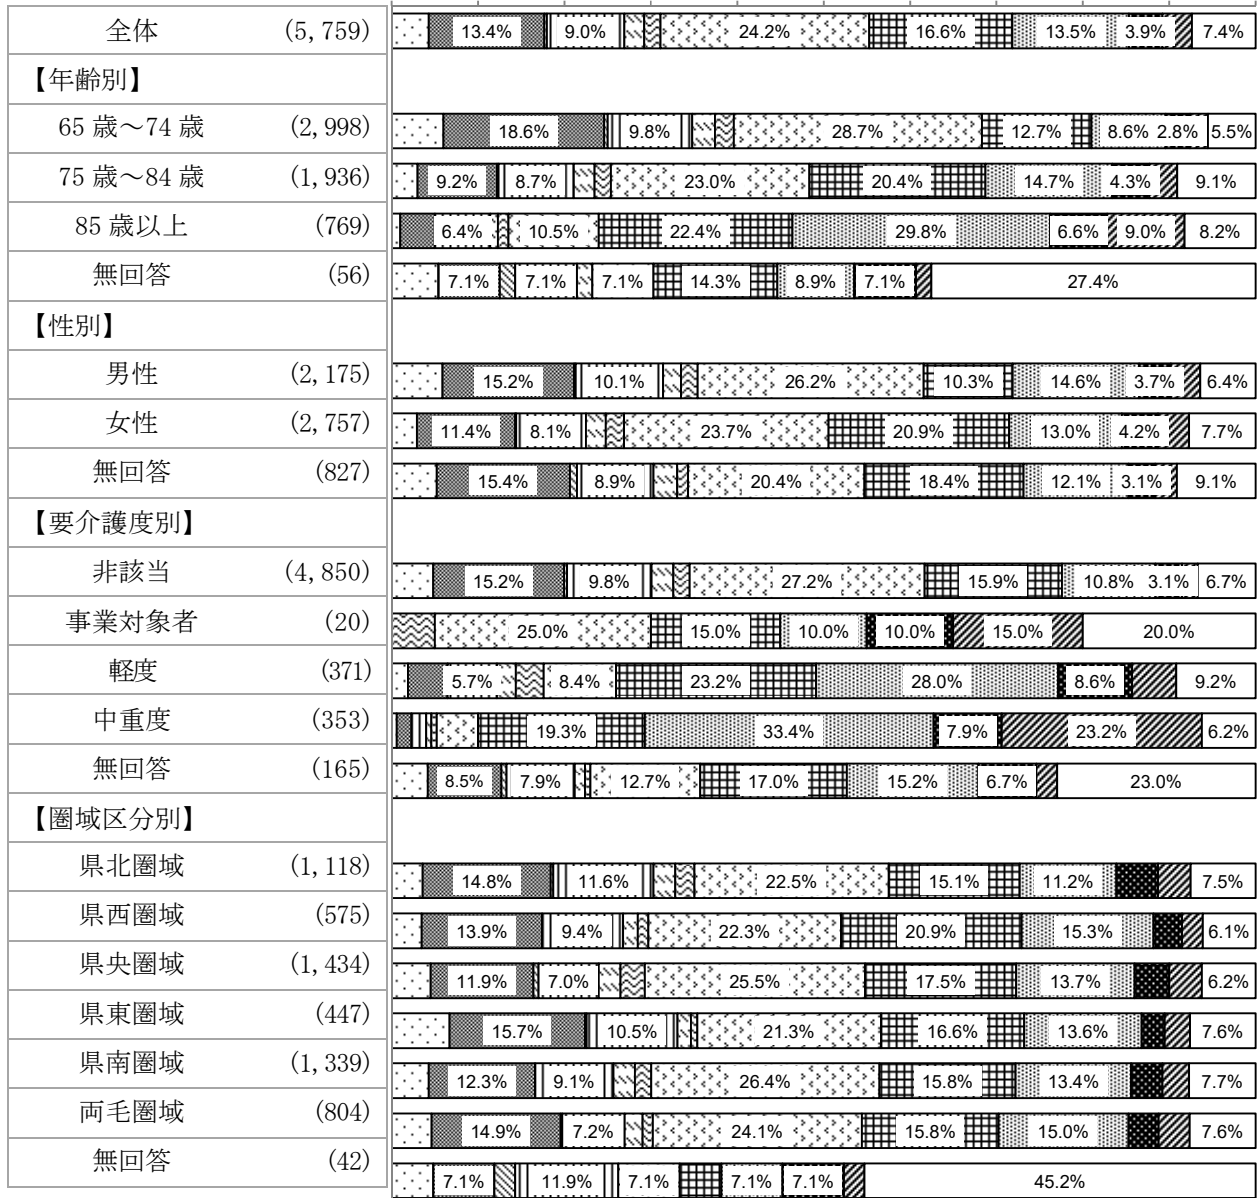 全体 (5,759) 13.4% 9.0% 24.2% 16.6% 13.5% 3.9% 7.4%
【年齢別】
65歳～74歳 (2,998) 18.6% 9.8% 28.7% 12.7% 8.6% 2.8% 5.5%
75歳～84歳 (1,936) 9.2% 8.7% 23.0% 20.4% 14.7% 4.3% 9.1%
85歳以上 (769) 6.4% 10.5% 22.4% 29.8% 6.6% 9.0% 8.2%
無回答 (56) 7.1% 7.1% 7.1% 14.3% 8.9% 7.1% 27.4%
【性別】
男性 (2,175) 15.2% 10.1% 26.2% 10.3% 14.6% 3.7% 6.4%
女性 (2,757) 11.4% 8.1% 23.7% 20.9% 13.0% 4.2% 7.7%
無回答 (827) 15.4% 8.9% 20.4% 18.4% 12.1% 3.1% 9.1%
【要介護度別】
非該当 (4,850) 15.2% 9.8% 27.2% 15.9% 10.8% 3.1% 6.7%
事業対象者 (20) 25.0% 15.0% 10.0% 10.0% 15.0% 20.0%
軽度 (371) 5.7% 8.4% 23.2% 28.0% 8.6% 9.2%
中重度 (353) 19.3% 33.4% 7.9% 23.2% 6.2%
無回答 (165) 8.5% 7.9% 12.7% 17.0% 15.2% 6.7% 23.0%
【圏域区分別】
県北圏域 (1,118) 14.8% 11.6% 22.5% 15.1% 11.2% 7.5%
県西圏域 (575) 13.9% 9.4% 22.3% 20.9% 15.3% 6.1%
県央圏域 (1,434) 11.9% 7.0% 25.5% 17.5% 13.7% 6.2%
県東圏域 (447) 15.7% 10.5% 21.3% 16.6% 13.6% 7.6%
県南圏域 (1,339) 12.3% 9.1% 26.4% 15.8% 13.4% 7.7%
両毛圏域 (804) 14.9% 7.2% 24.1% 15.8% 15.0% 7.6%
無回答 (42) 7.1% 11.9% 7.1% 7.1% 7.1% 45.2%